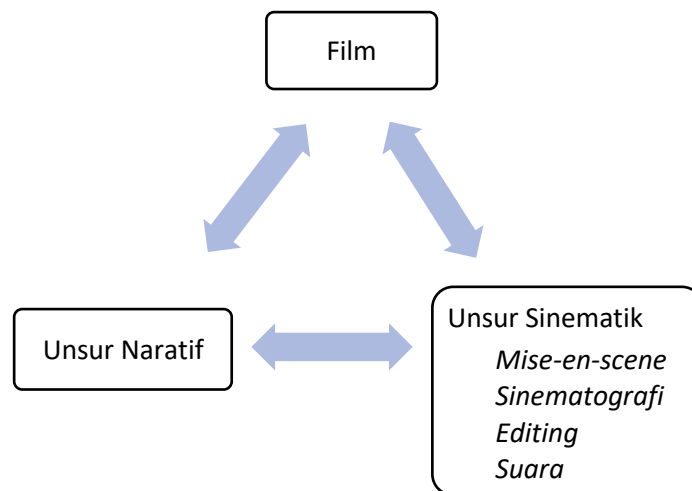 Film
Unsur Naratif
Unsur Sinematik
Mise-en-scene
Sinematografi
Editing
Suara